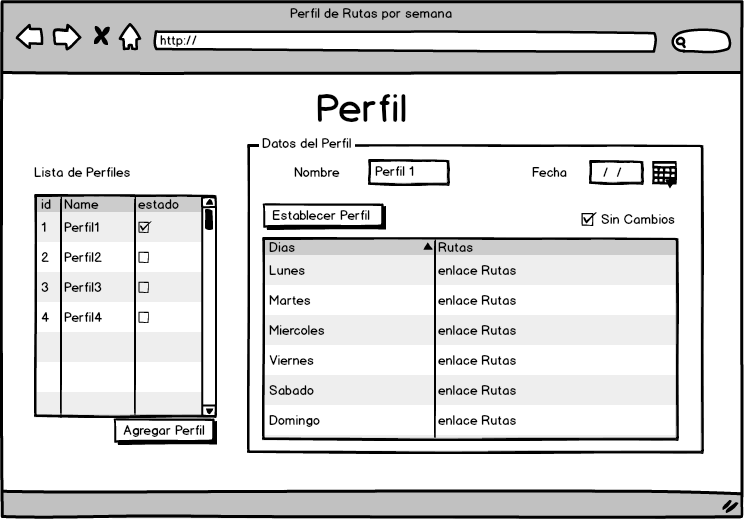 Perfil de Rutas por semana
http://
Perfil
Lista de Perfiles
id Name estado
1 Perfil1
2 Perfil2
3 Perfil3
4 Perfil4
Agregar Perfil
Datos del Perfil
Nombre Perfil 1 Fecha / /
Establecer Perfil Sin Cambios
Dias Rutas
Lunes enlace Rutas
Martes enlace Rutas
Miercoles enlace Rutas
Viernes enlace Rutas
Sabado enlace Rutas
Domingo enlace Rutas